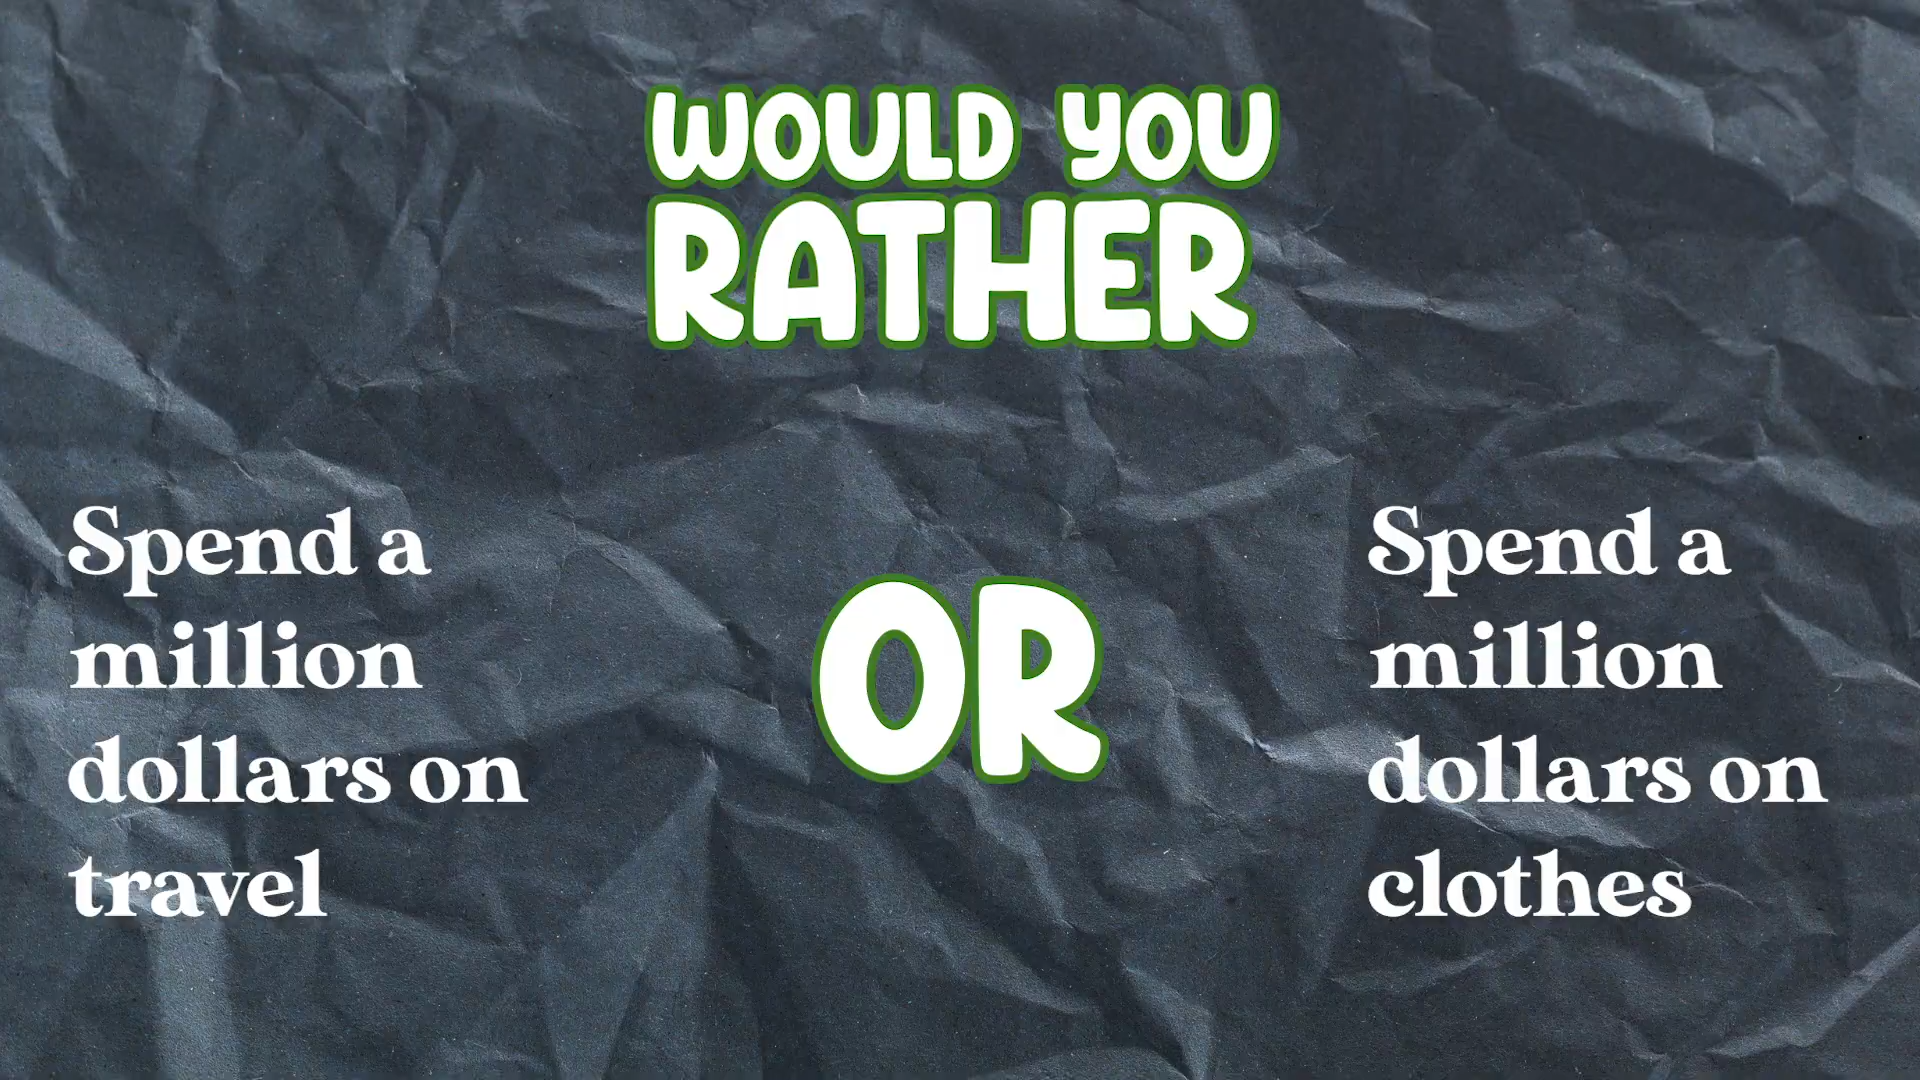 WOULD YOU
RATHER
Spend a
million
dollars on
travel
OR
Spend a
million
dollars on
clothes